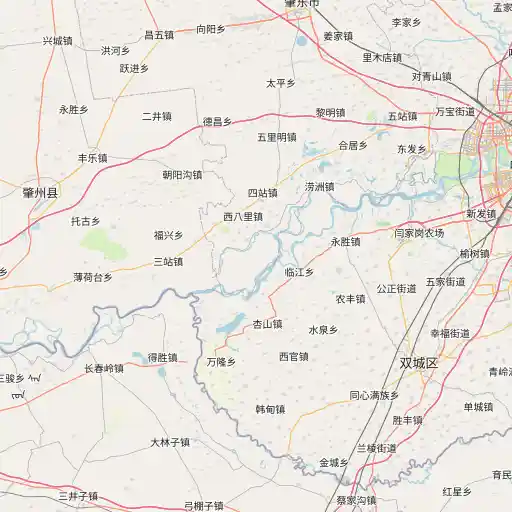 肇东市
孟家
李家镇
向阳乡
昌五镇
姜家镇
兴城镇
洪河乡
里木店镇
跃进乡
对青山镇
太平乡
永胜乡
黎明镇
万宝街道
二井镇
五站镇
德昌乡
五里明镇
合居乡
东发乡
丰乐镇
朝阳沟镇
涝洲镇
肇州县
四站镇
西八里镇
新发镇
托古乡
福兴乡
闫家岗农场
永胜镇
榆树镇
三站镇
薄荷台乡
乡
临江乡
五家街道
公正街道
农丰镇
杏山镇
水泉乡
幸福街道
得胜镇
西官镇
万隆乡
双城区
长春岭镇
青岭
三骏乡
同心满族乡
单城镇
韩甸镇
胜丰镇
大林子镇
兰棱街道
金城乡
育民
红星乡
三井子镇
蔡家沟镇
弓棚子镇